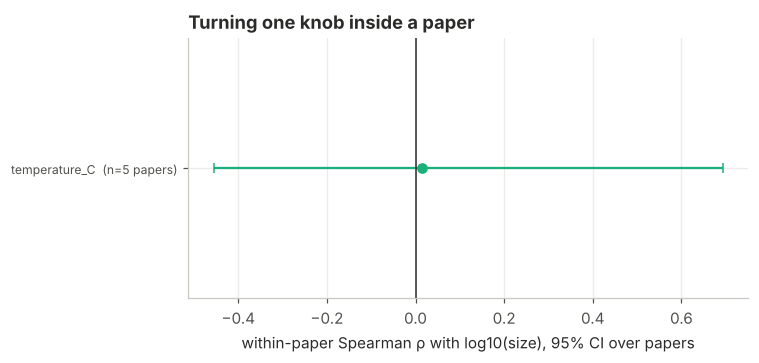 Turning one knob inside a paper
temperature_C (n=5 papers)
−0.4 −0.2 0.0 0.2 0.4 0.6
within-paper Spearman ρ with log10(size), 95% CI over papers